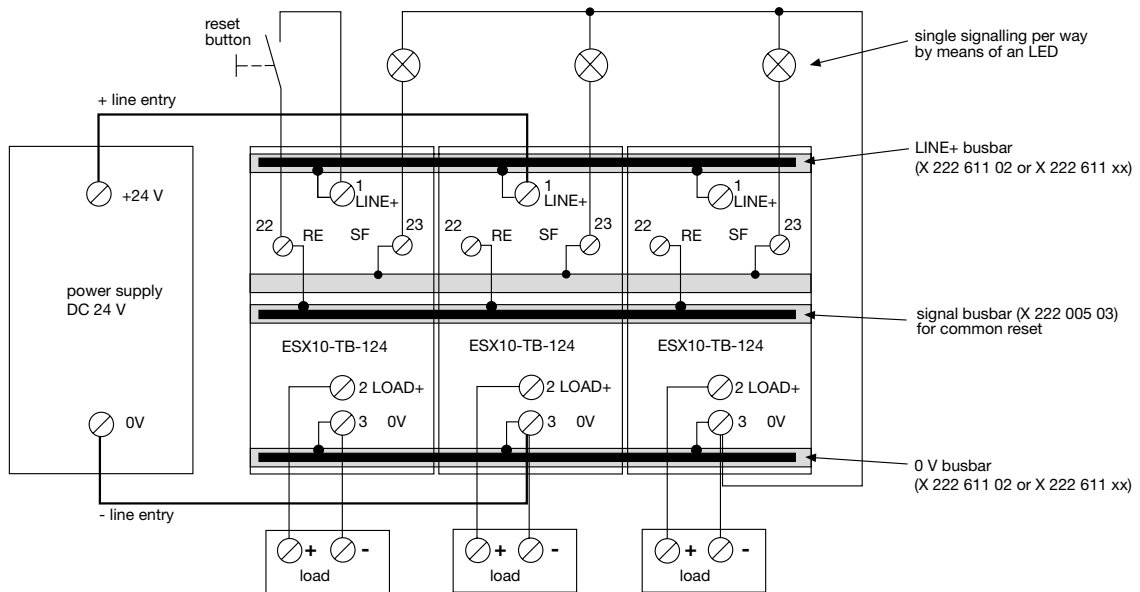 reset
button
single signalling per way
by means of an LED
+ line entry
LINE+ busbar
(X 222 611 02 or X 222 611 xx)
+24 V
1
LINE+
1
LINE+
1
LINE+
22
RE
SF
23
22
RE
SF
23
22
RE
SF
23
power supply
DC 24 V
signal busbar (X 222 005 03)
for common reset
ESX10-TB-124
ESX10-TB-124
ESX10-TB-124
2 LOAD+
2 LOAD+
2 LOAD+
0V
3 0V
3 0V
3 0V
0 V busbar
(X 222 611 02 or X 222 611 xx)
- line entry
+ -
load
+ -
load
+ -
load